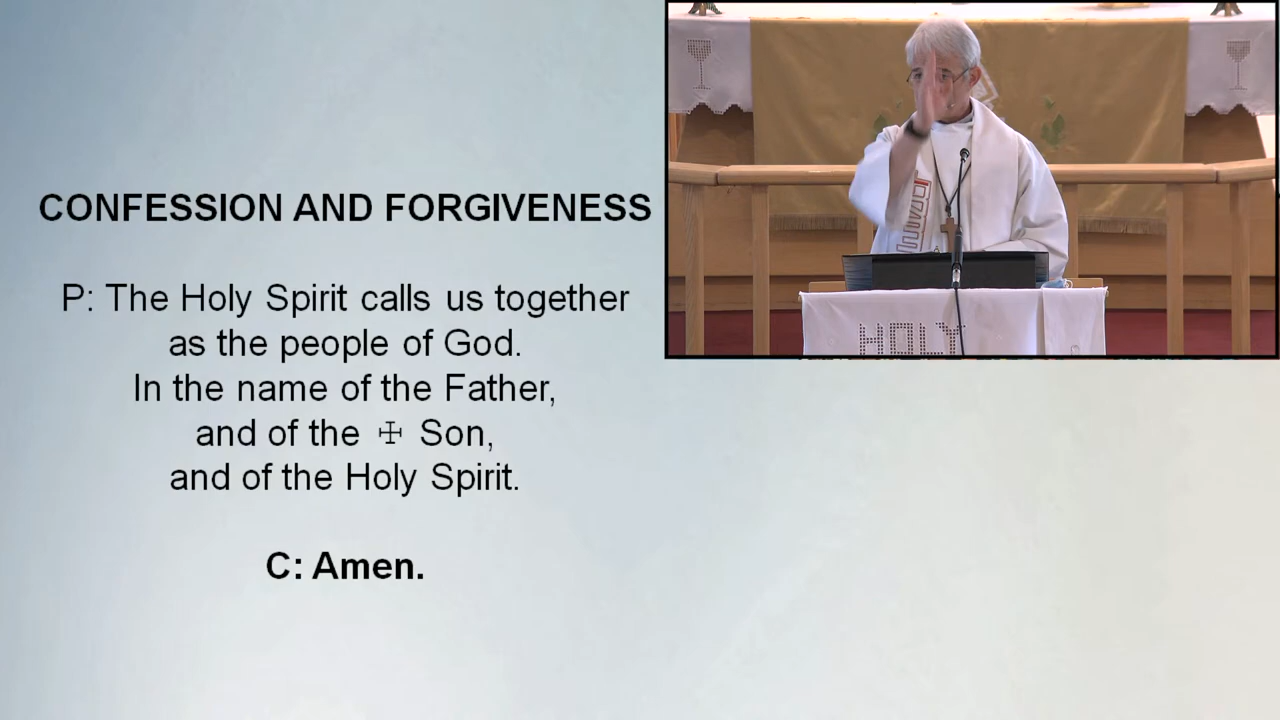 CONFESSION AND FORGIVENESS
P: The Holy Spirit calls us together
as the people of God.
In the name of the Father,
and of the ☩ Son,
and of the Holy Spirit.
C: Amen.
HOLY